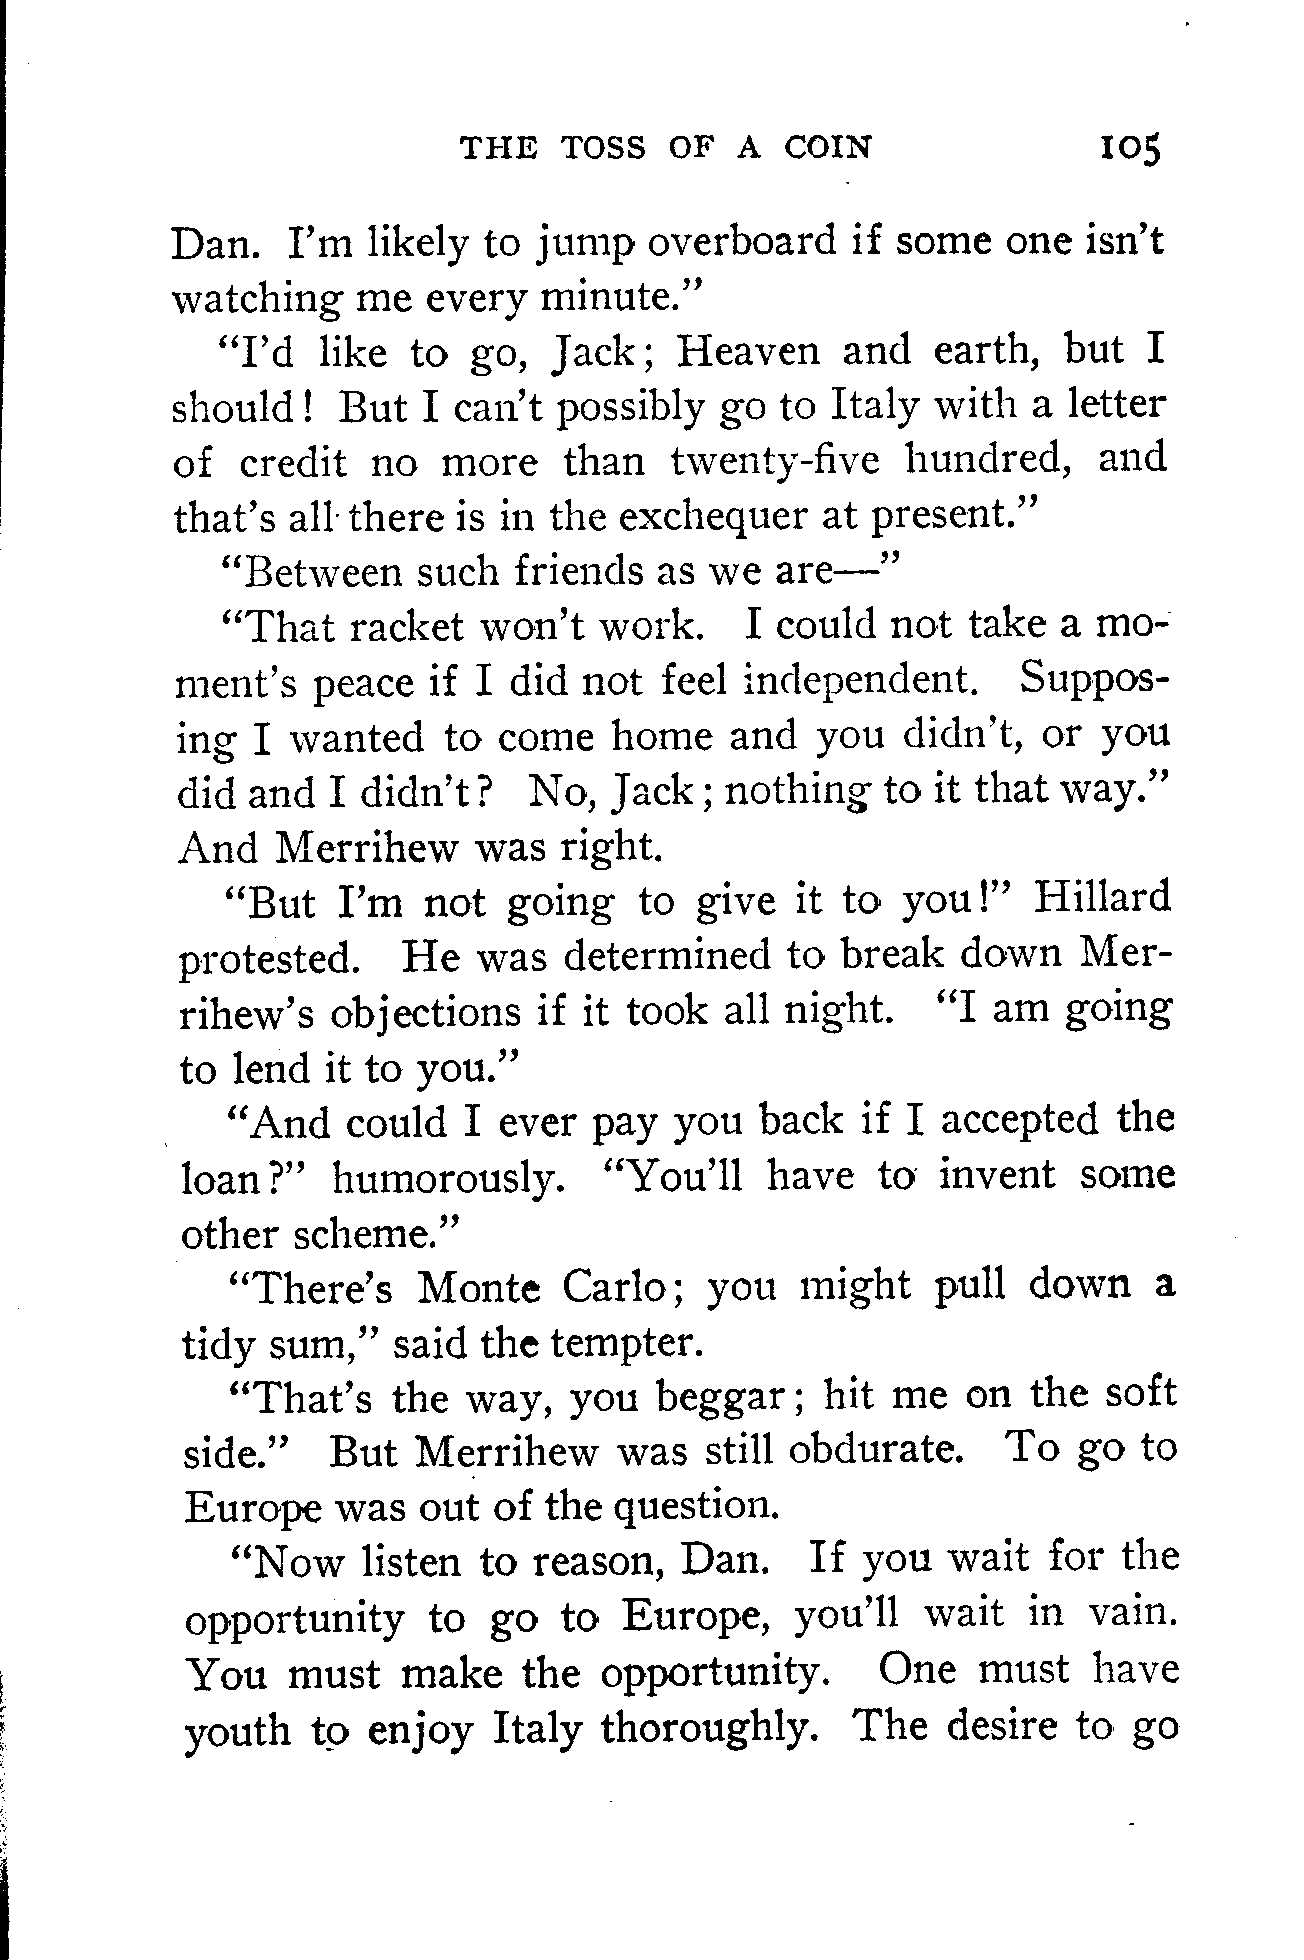 THE TOSS OF A COIN 105
Dan. I'm likely to jump overboard if some one isn't
watching me every minute."
"I'd like to go, Jack; Heaven and earth, but I
should! But I can't possibly go to Italy with a letter
of credit no more than twenty-five hundred, and
that's all there is in the exchequer at present."
"Between such friends as we are—"
"That racket won't work. I could not take a mo-
ment's peace if I did not feel independent. Suppos-
ing I wanted to come home and you didn't, or you
did and I didn't? No, Jack; nothing to it that way."
And Merrihew was right.
"But I'm not going to give it to you!" Hillard
protested. He was determined to break down Mer-
rihew's objections if it took all night. "I am going
to lend it to you."
"And could I ever pay you back if I accepted the
loan?" humorously. "You'll have to invent some
other scheme."
"There's Monte Carlo; you might pull down a
tidy sum," said the tempter.
"That's the way, you beggar; hit me on the soft
side." But Merrihew was still obdurate. To go to
Europe was out of the question.
"Now listen to reason, Dan. If you wait for the
opportunity to go to Europe, you'll wait in vain.
You must make the opportunity. One must have
youth to enjoy Italy thoroughly. The desire to go